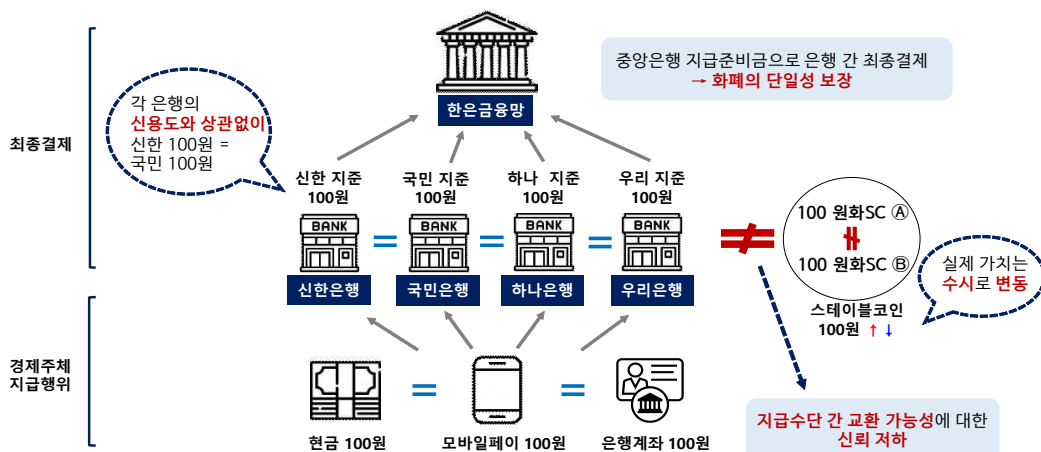 중앙은행 지급준비금으로 은행 간 최종결제
→ 화폐의 단일성 보장
한은금융망
각 은행의
신용도와 상관없이
신한 100원 =
국민 100원
최종결제
신한 지준
100원
국민 지준
100원
하나 지준
100원
우리 지준
100원
BANK
=
BANK
=
BANK
=
BANK
≠
신한은행
국민은행
하나은행
우리은행
100 원화SC Ⓐ
≠
100 원화SC Ⓑ
스테이블코인
100원 ↑ ↓
실제 가치는
수시로 변동
경제주체
지급행위
=
=
현금 100원
모바일페이 100원
은행계좌 100원
지급수단 간 교환 가능성에 대한
신뢰 저하